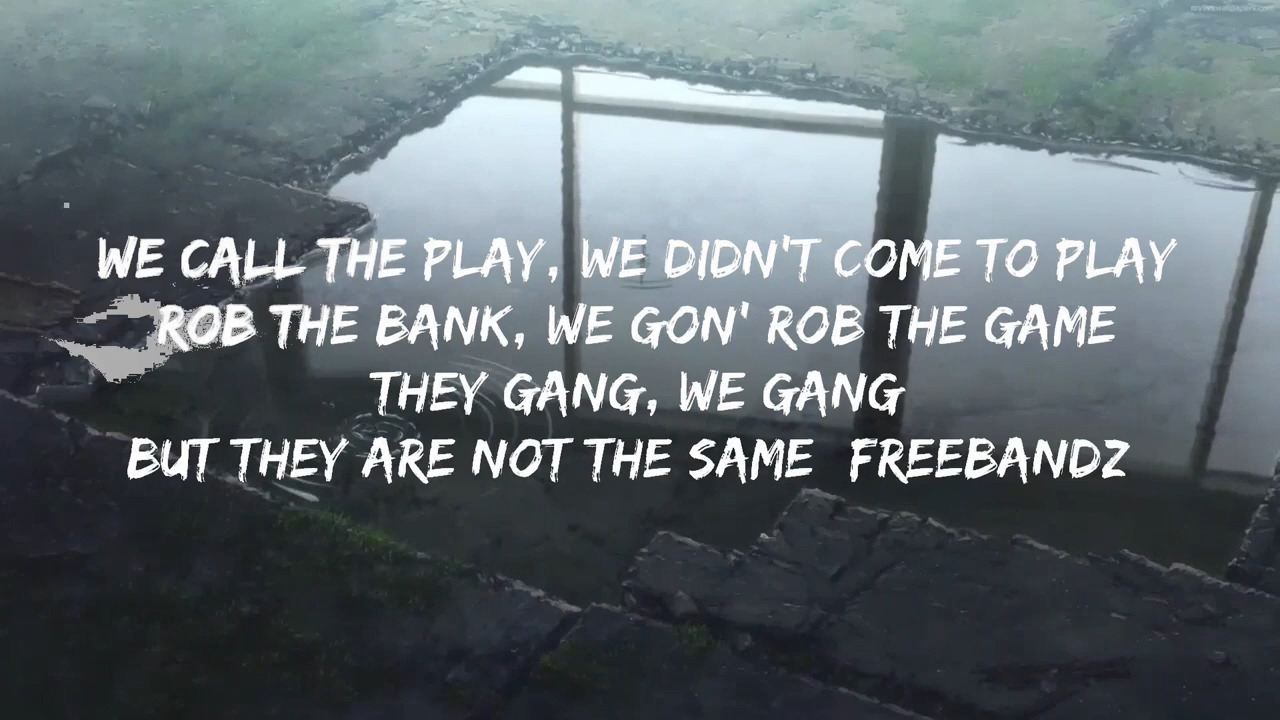 WE CALL THE PLAY, WE DIDN'T COME TO PLAY
ROB THE BANK, WE GON' ROB THE GAME
THEY GANG, WE GANG
BUT THEY ARE NOT THE SAME FREEBANDZ